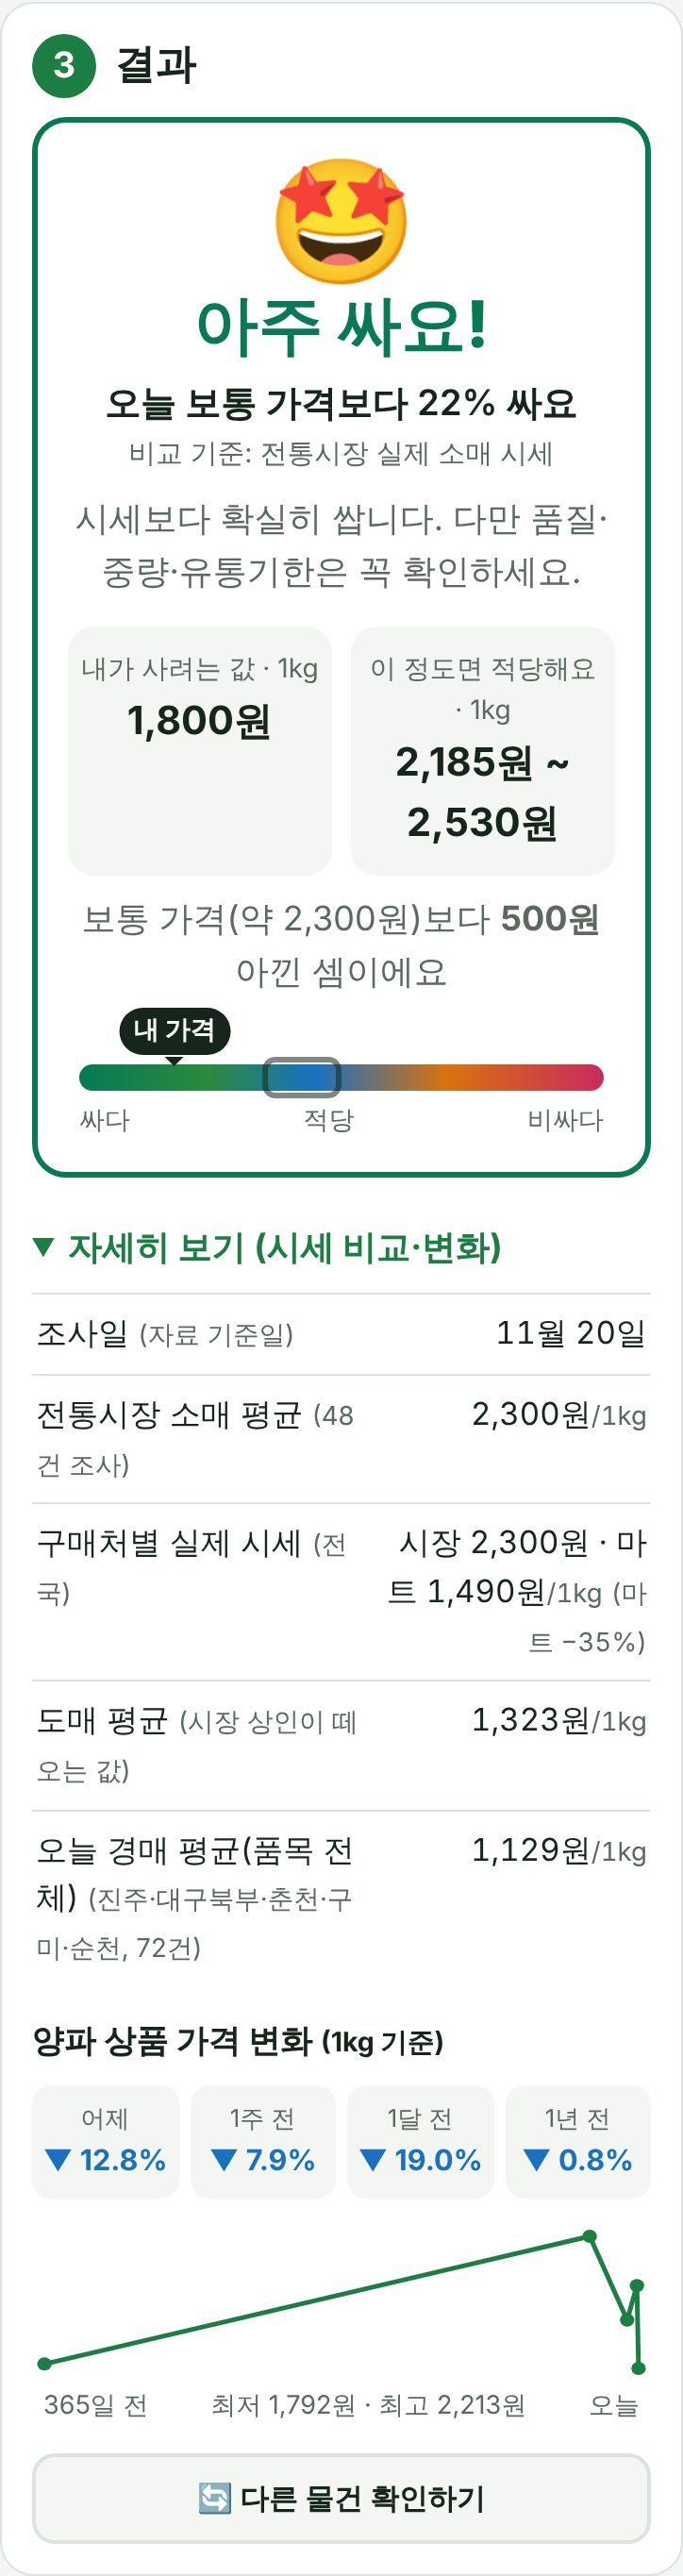 3 결과
아주 싸요!
오늘 보통 가격보다 22% 싸요
비교 기준: 전통시장 실제 소매 시세
시세보다 확실히 쌉니다. 다만 품질·
중량·유통기한은 꼭 확인하세요.
내가 사려는 값 · 1kg
1,800원
이 정도면 적당해요
· 1kg
2,185원 ~
2,530원
보통 가격(약 2,300원)보다 500원
아낀 셈이에요
내 가격
싸다 적당 비싸다
▼ 자세히 보기 (시세 비교·변화)
조사일 (자료 기준일) 11월 20일
전통시장 소매 평균 (48
건 조사)
2,300원/1kg
구매처별 실제 시세 (전
국)
시장 2,300원 · 마
트 1,490원/1kg (마
트 −35%)
도매 평균 (시장 상인이 떼
오는 값)
1,323원/1kg
오늘 경매 평균(품목 전
체) (진주·대구북부·춘천·구
미·순천, 72건)
1,129원/1kg
양파 상품 가격 변화 (1kg 기준)
어제
▼ 12.8%
1주 전
▼ 7.9%
1달 전
▼ 19.0%
1년 전
▼ 0.8%
365일 전 최저 1,792원 · 최고 2,213원 오늘
🔄 다른 물건 확인하기